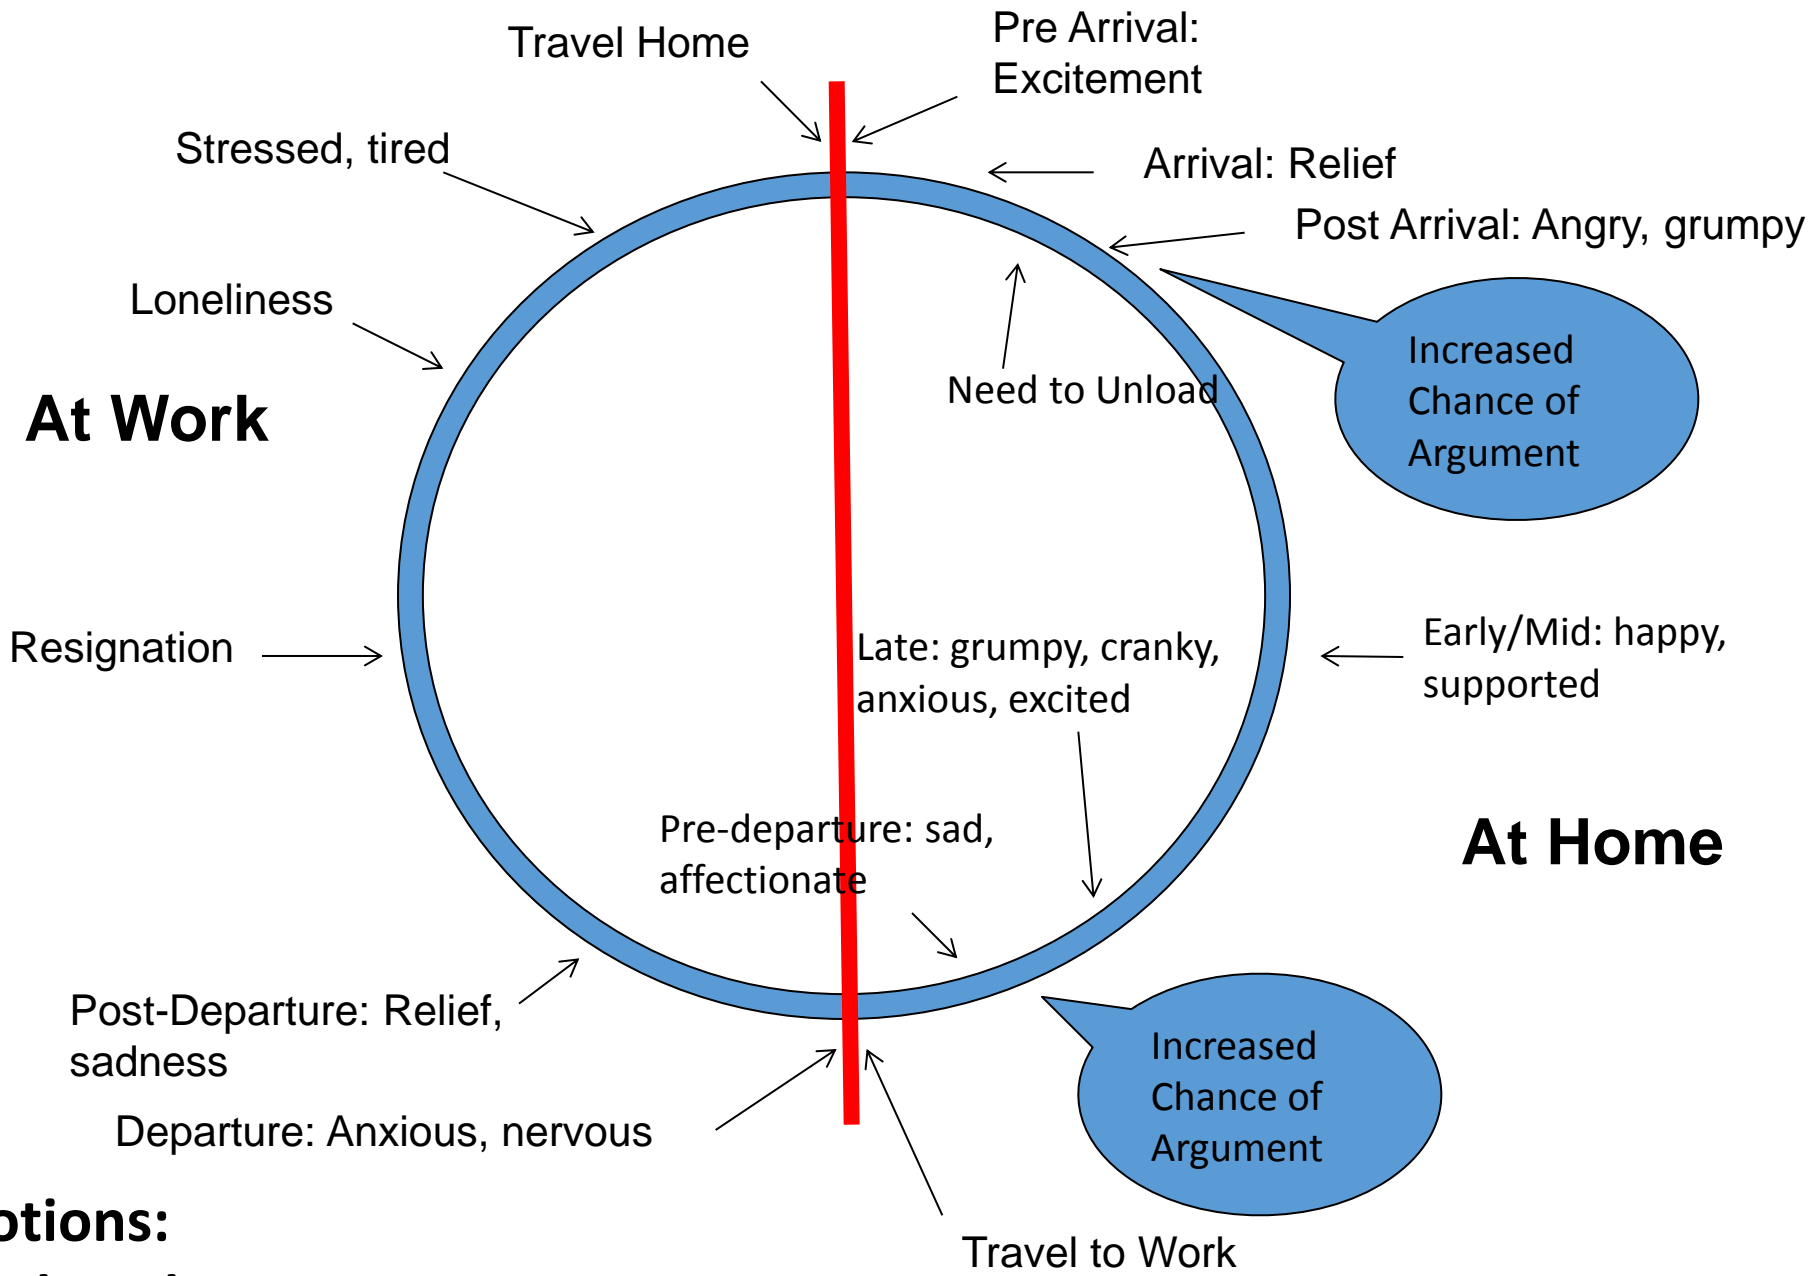 Travel Home
Pre Arrival:
Excitement
Stressed, tired
Arrival: Relief
Post Arrival: Angry, grumpy
Loneliness
Increased
Chance of
Argument
Need to Unload
At Work
Resignation
Late: grumpy, cranky,
anxious, excited
Early/Mid: happy,
supported
Pre-departure: sad,
affectionate
At Home
Post-Departure: Relief,
sadness
Increased
Chance of
Argument
Departure: Anxious, nervous
otions:
Travel to Work